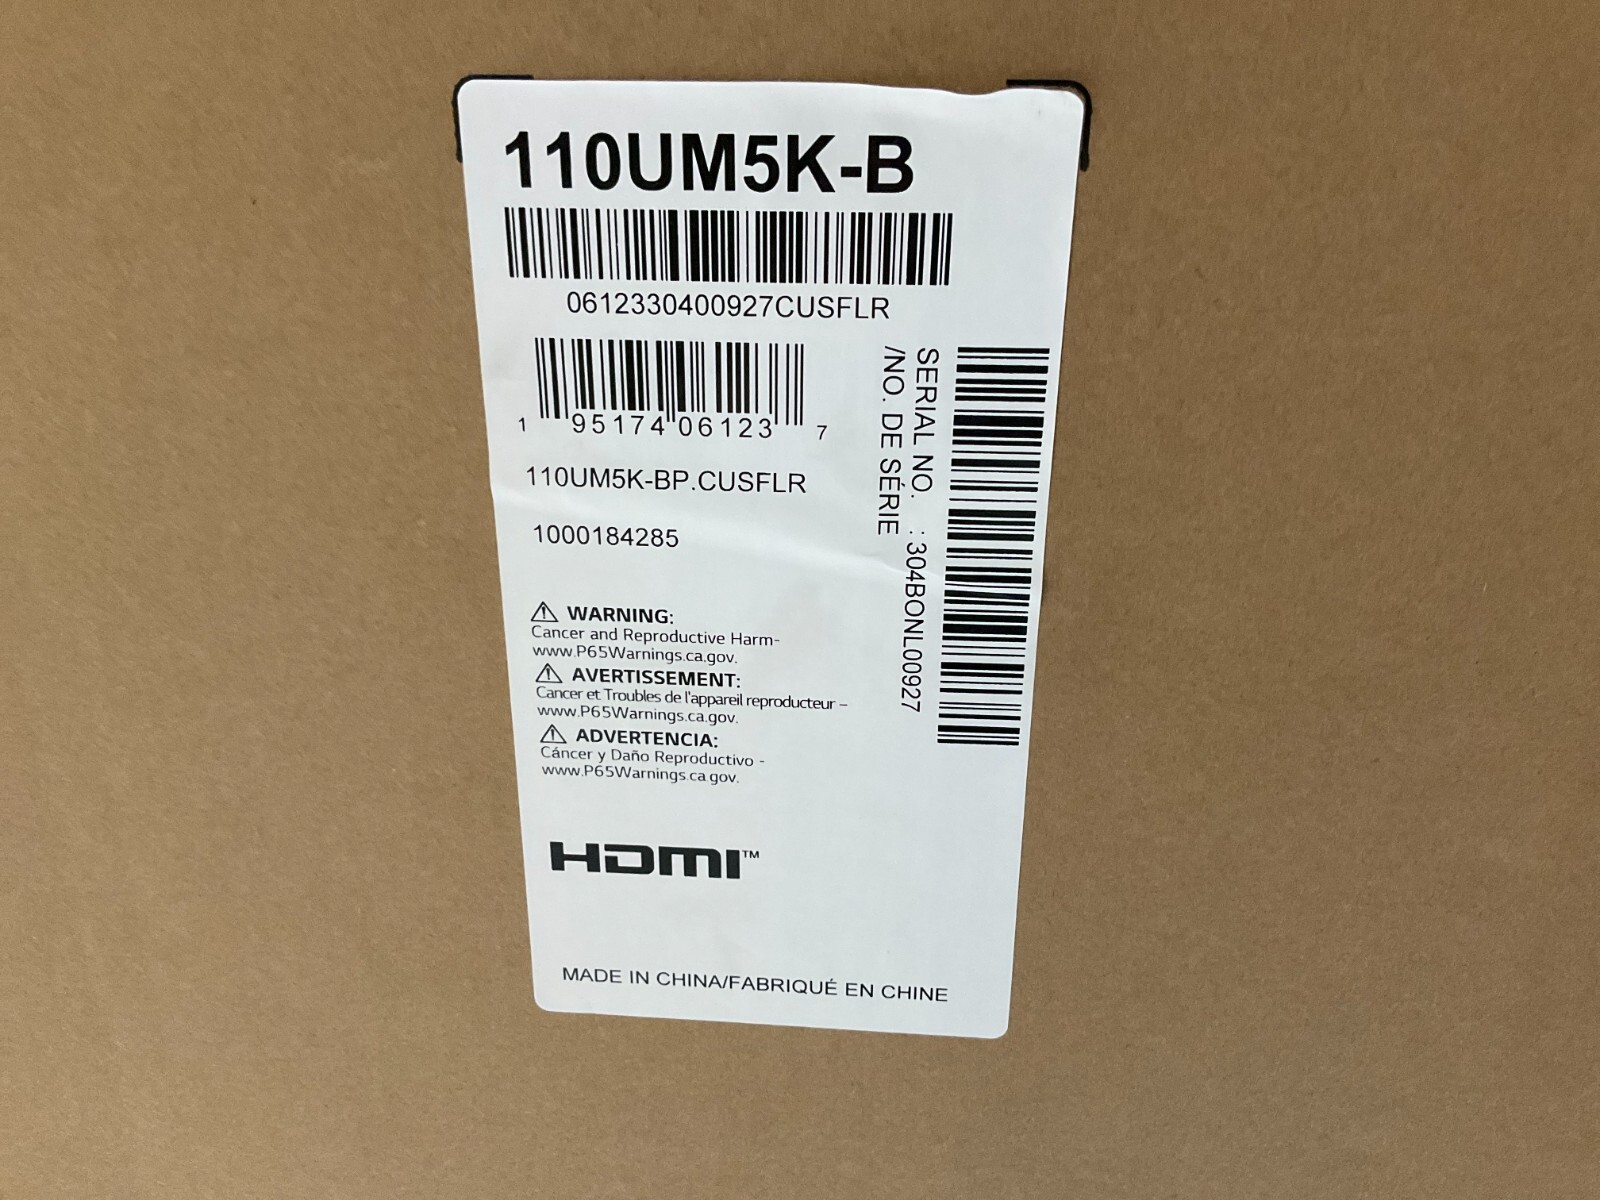 110UM5K-B
0612330400927CUSFLR
1 95174 06123 7
SERIAL NO. : 304BONL00927
/NO. DE SÉRIE
110UM5K-BP.CUSFLR
1000184285
WARNING:
Cancer and Reproductive Harm-
www.P65Warnings.ca.gov.
AVERTISSEMENT:
Cancer et Troubles de l'appareil reproducteur –
www.P65Warnings.ca.gov.
ADVERTENCIA:
Cáncer y Daño Reproductivo -
www.P65Warnings.ca.gov.
HDMI™
MADE IN CHINA/FABRIQUÉ EN CHINE